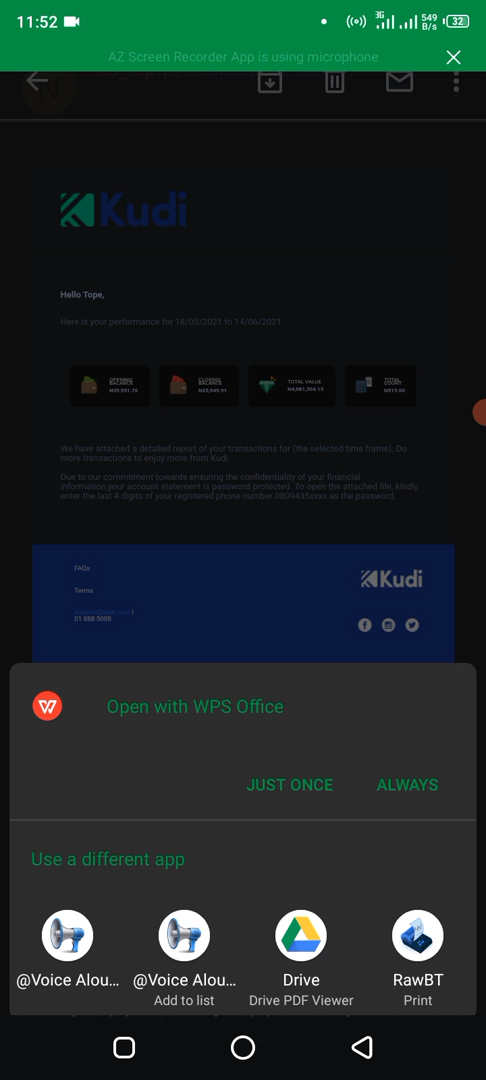 11:52
3G
549
B/s
32
AZ Screen Recorder App is using microphone
Kudi
Hello Tope,
Here is your performance for 18/05/2021 to 14/06/2021
OPENING
BALANCE
CLOSING
BALANCE
TOTAL VALUE
TOTAL
COUNT
We have attached a detailed report of your transactions for (the selected time frame). Do
more transactions to enjoy more from Kudi.
Due to our commitment towards ensuring the confidentiality of your financial
information,your account statement is password protected. To open the attached file, kindly
enter the last 4 digits of your registered phone number 0809435xxxx as the password.
FAQs
Kudi
Terms
01 888 5008
Open with WPS Office
JUST ONCE
ALWAYS
Use a different app
@Voice Alou...
@Voice Alou...
Add to list
Drive
Drive PDF Viewer
RawBT
Print